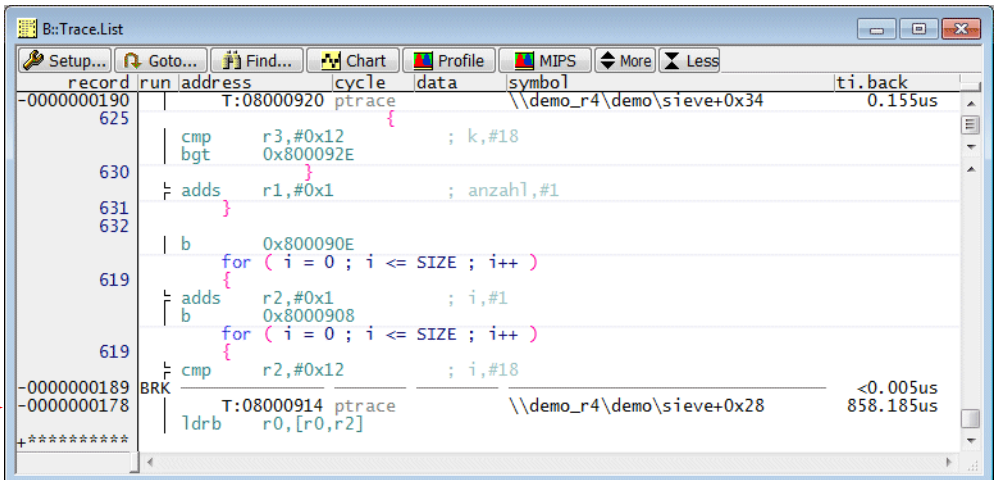 B::Trace.List
Setup... Goto... Find... Chart Profile MIPS More Less
record run address cycle data symbol ti.back
-0000000190 T:08000920 ptrace \\demo_r4\demo\sieve+0x34 0.155us
625 {
cmp r3,#0x12 ; k,#18
bgt 0x800092E
630 }
adds r1,#0x1 ; anzahl,#1
631 }
632
b 0x800090E
for ( i = 0 ; i <= SIZE ; i++ )
619 {
adds r2,#0x1 ; i,#1
b 0x8000908
for ( i = 0 ; i <= SIZE ; i++ )
619 {
cmp r2,#0x12 ; i,#18
-0000000189 BRK <0.005us
-0000000178 T:08000914 ptrace \\demo_r4\demo\sieve+0x28 858.185us
ldrb r0,[r0,r2]
+**********